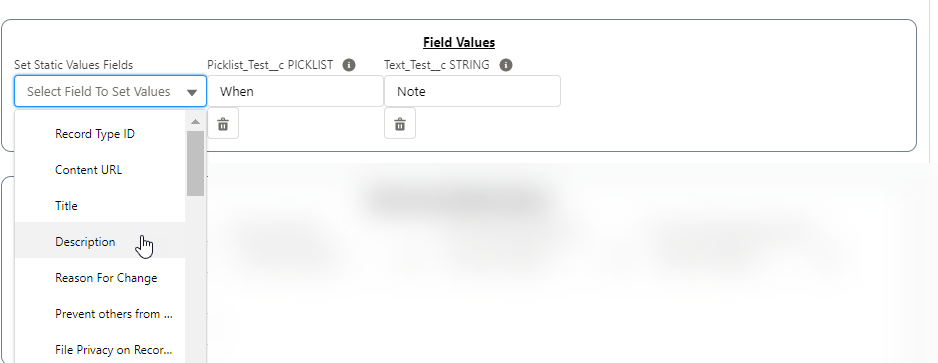 Field Values
Set Static Values Fields
Picklist_Test__c PICKLIST
Text_Test__c STRING
Select Field To Set Values
When
Note
Record Type ID
Content URL
Title
Description
Reason For Change
Prevent others from ...
File Privacy on Recor...